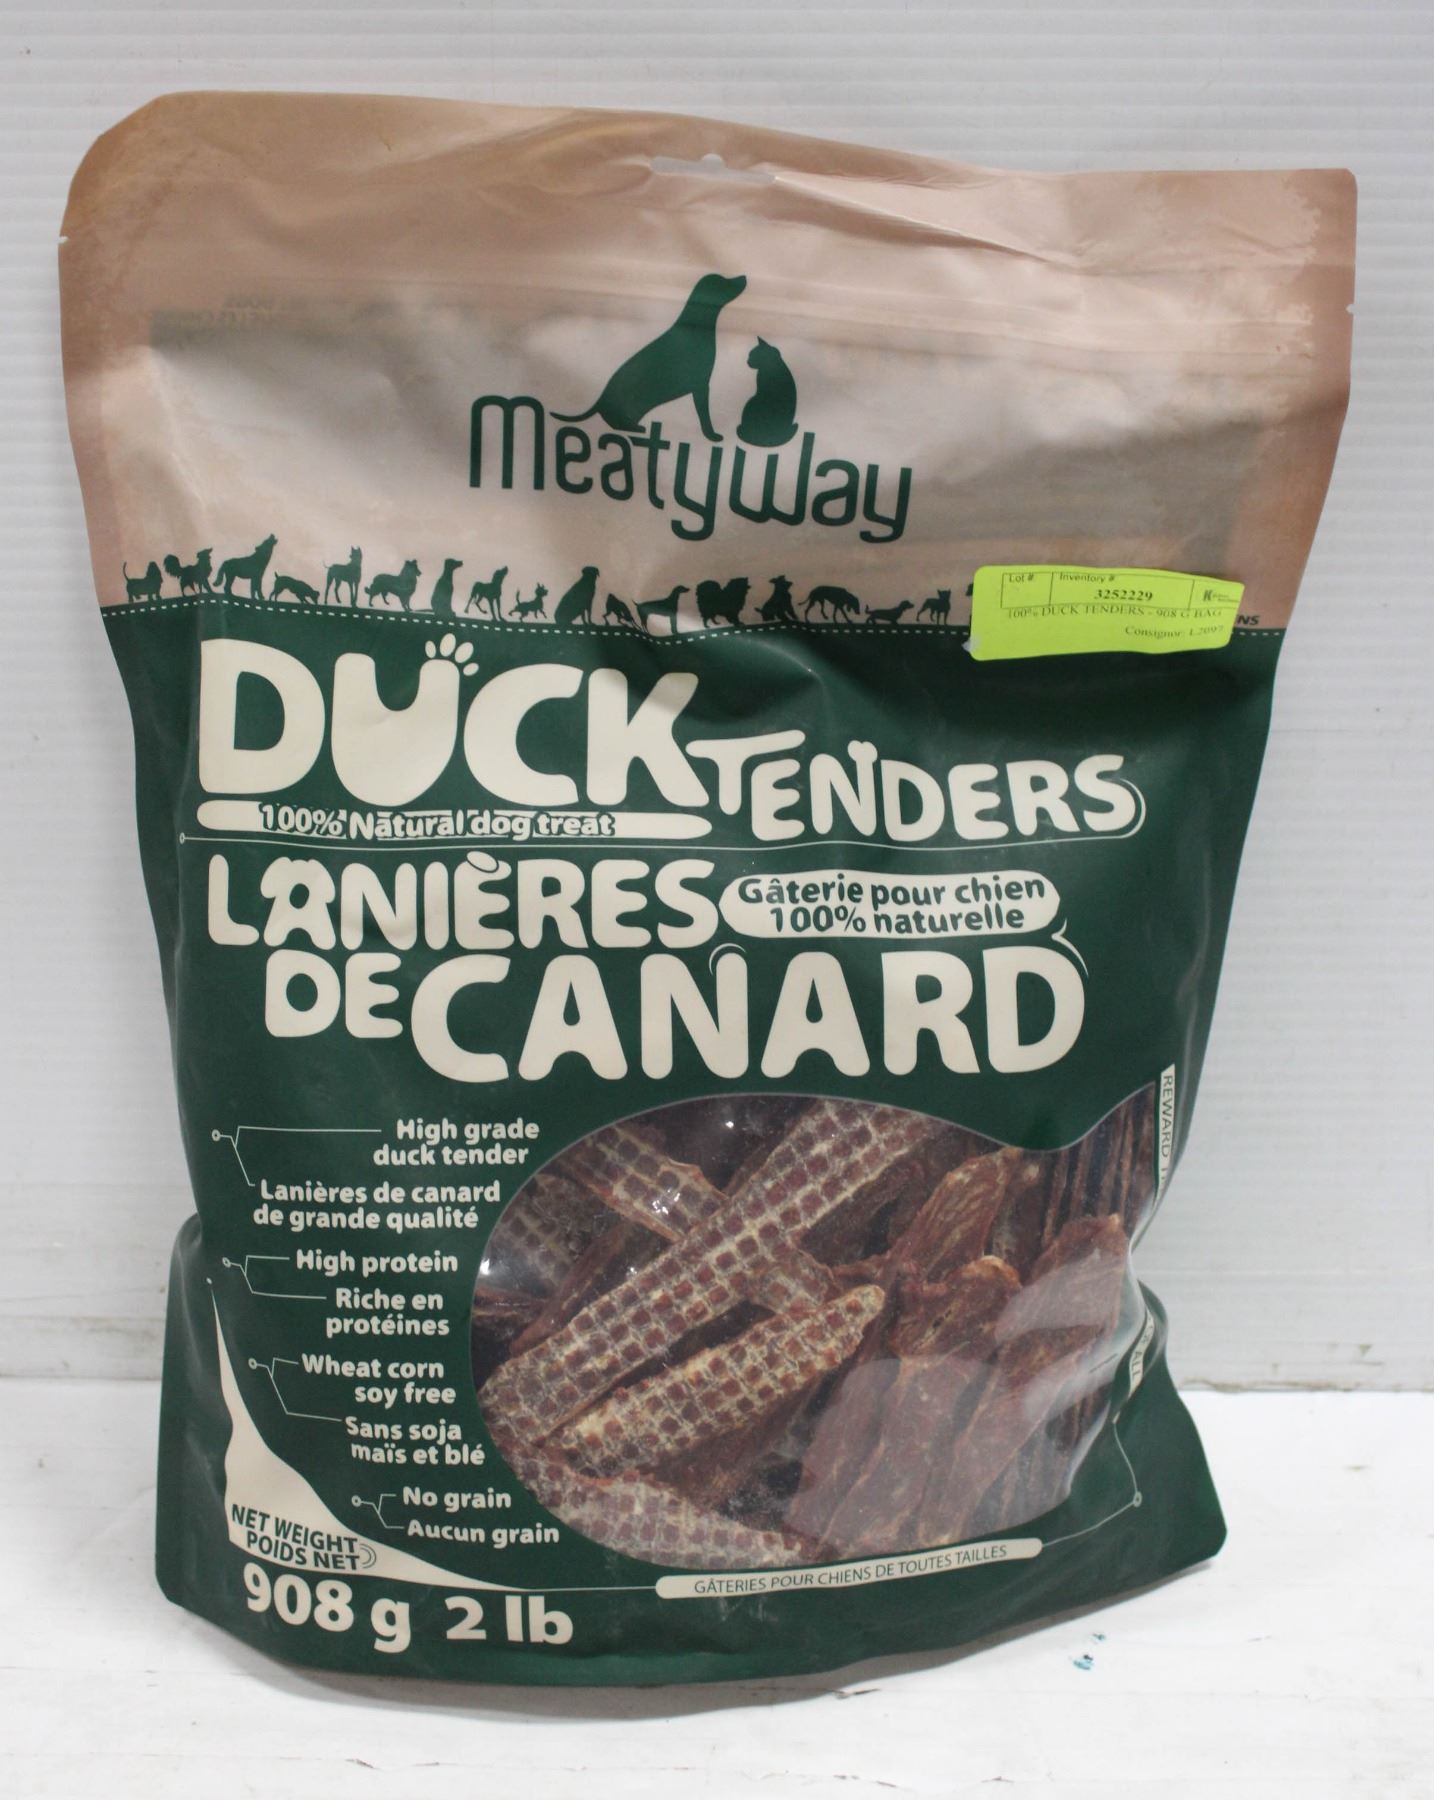 Meatyway
Lot # Inventory #
3252229
100% DUCK TENDERS - 908 G BAG
Consignor: L2097
DUCK TENDERS
100% Natural dog treat
LANIÈRES
Gâterie pour chien
100% naturelle
DE CANARD
High grade
duck tender
Lanières de canard
de grande qualité
High protein
Riche en
protéines
Wheat corn
soy free
Sans soja
maïs et blé
No grain
Aucun grain
NET WEIGHT
POIDS NET
908 g 2 lb
GÂTERIES POUR CHIENS DE TOUTES TAILLES
REWARD
ALL